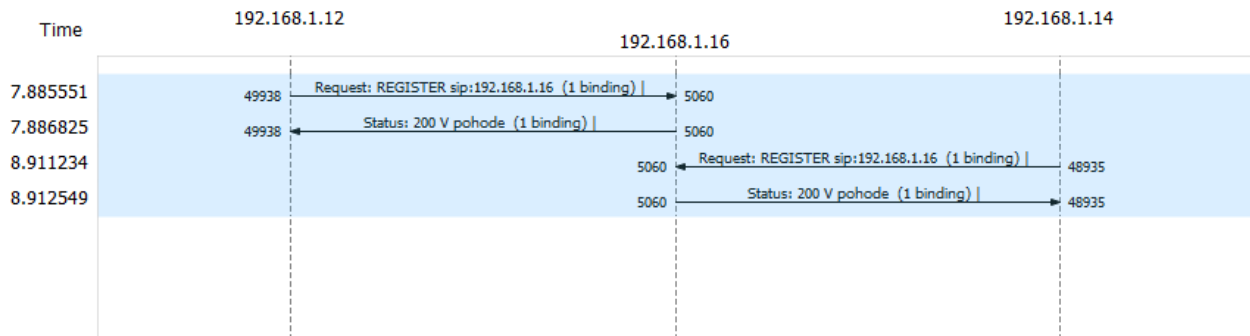 Time 192.168.1.12 192.168.1.16 192.168.1.14
7.885551 49938 Request: REGISTER sip:192.168.1.16 (1 binding) | 5060
7.886825 49938 Status: 200 V pohode (1 binding) | 5060
8.911234 5060 Request: REGISTER sip:192.168.1.16 (1 binding) | 48935
8.912549 5060 Status: 200 V pohode (1 binding) | 48935